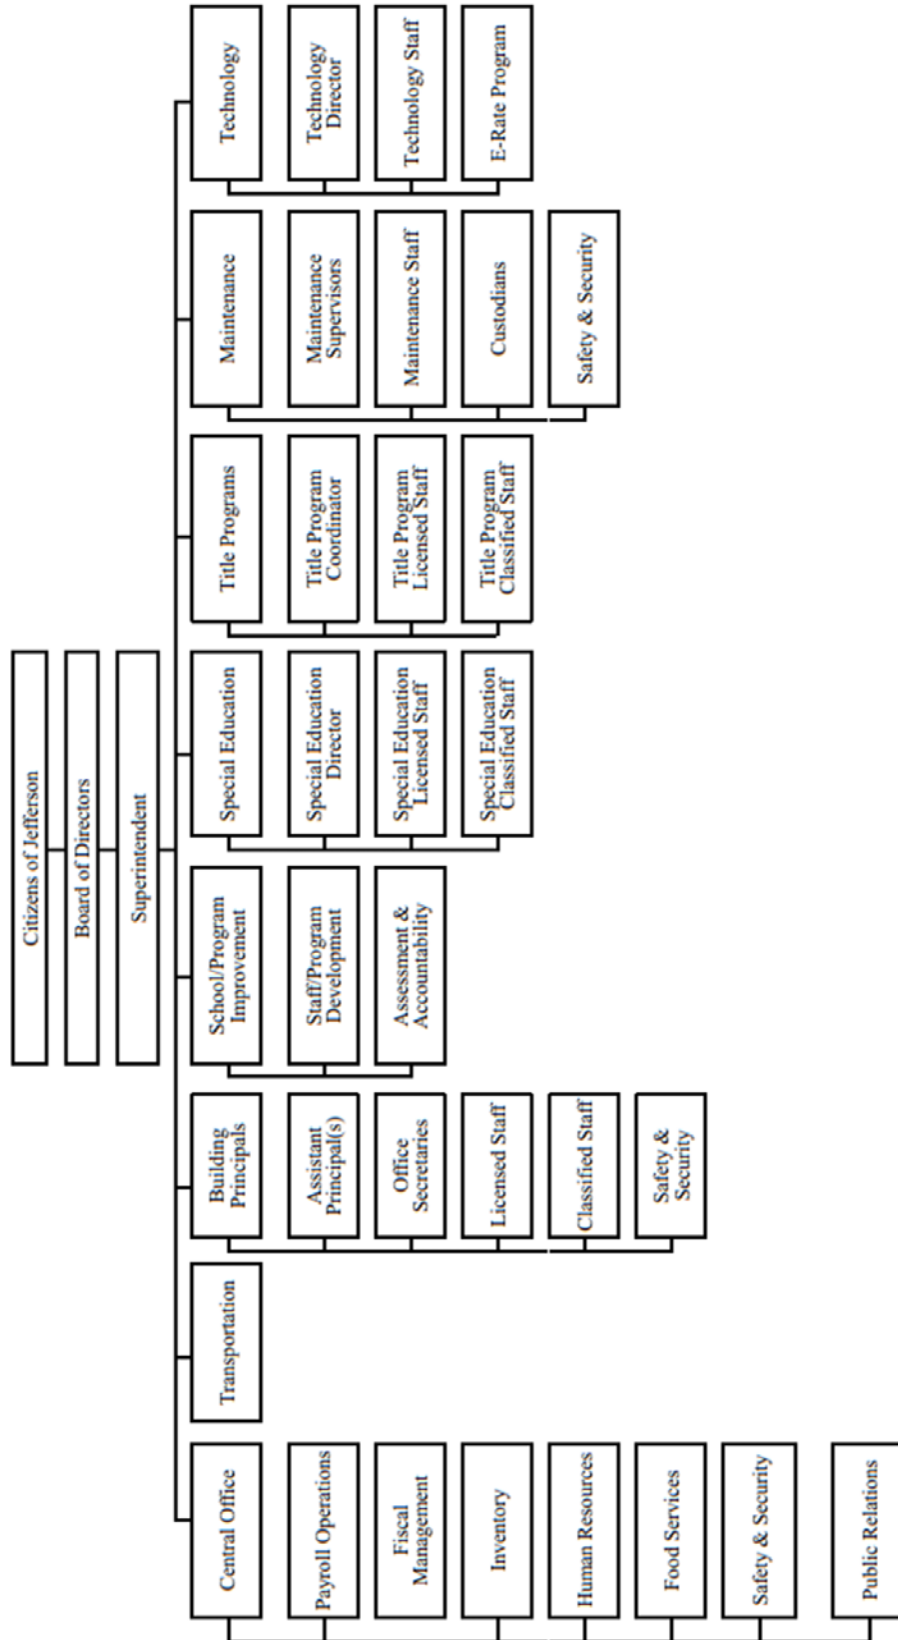 Citizens of Jefferson
Board of Directors
Superintendent
Central Office
Payroll Operations
Fiscal
Management
Inventory
Human Resources
Food Services
Safety & Security
Public Relations
Transportation
Building
Principals
Assistant
Principal(s)
Office
Secretaries
Licensed Staff
Classified Staff
Safety &
Security
School/Program
Improvement
Staff/Program
Development
Assessment &
Accountability
Special Education
Special Education
Director
Special Education
Licensed Staff
Special Education
Classified Staff
Title Programs
Title Program
Coordinator
Title Program
Licensed Staff
Title Program
Classified Staff
Maintenance
Maintenance
Supervisors
Maintenance Staff
Custodians
Safety & Security
Technology
Technology
Director
Technology Staff
E-Rate Program